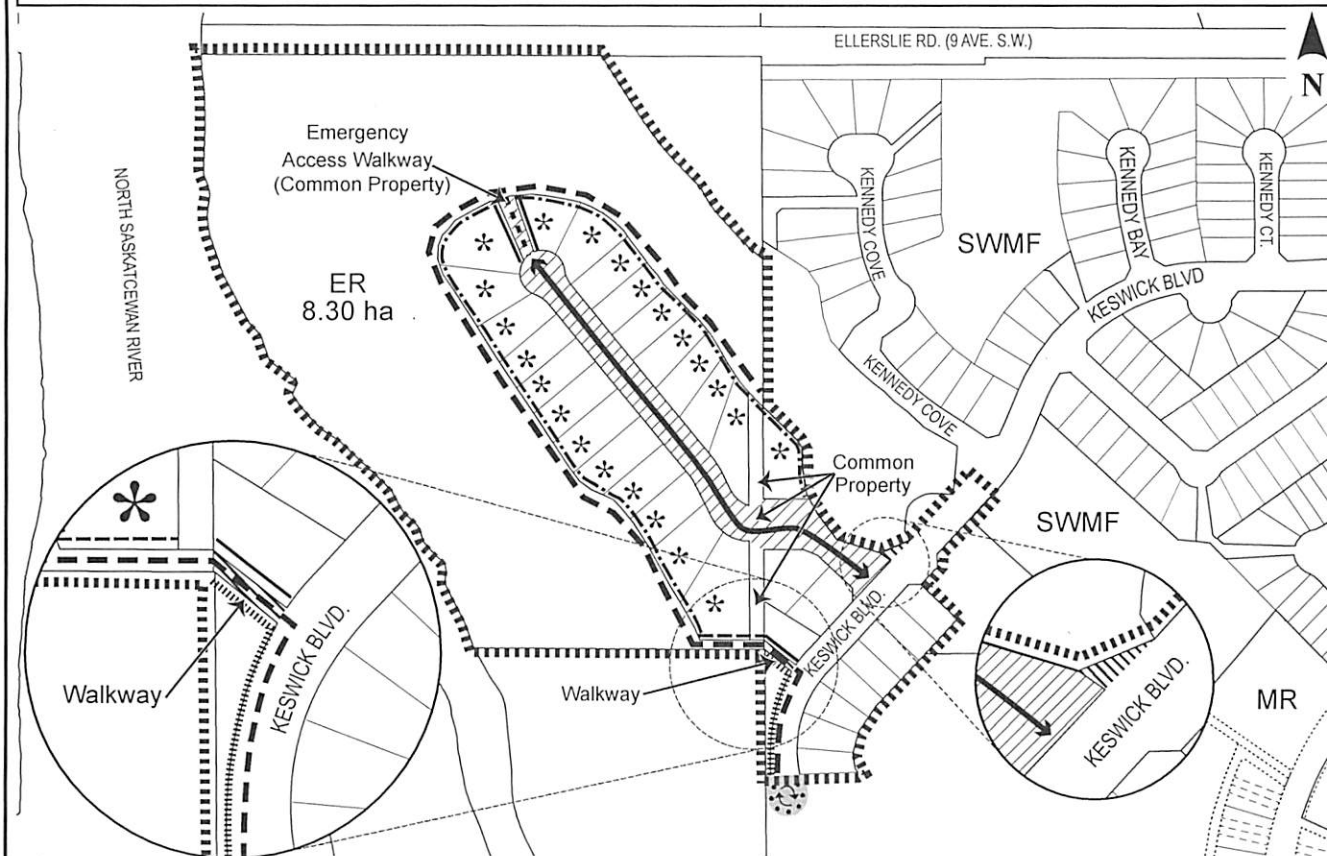 ELLERSLIE RD. (9 AVE. S.W.)
N
Emergency
Access Walkway
(Common Property)
NORTH SASKATCEWAN RIVER
ER
8.30 ha
KENNEDY COVE
SWMF
KENNEDY BAY
KENNEDY CT.
KESWICK BLVD
KENNEDY COVE
Common
Property
SWMF
KESWICK BLVD.
Walkway
KESWICK BLVD.
Walkway
KESWICK BLVD.
MR